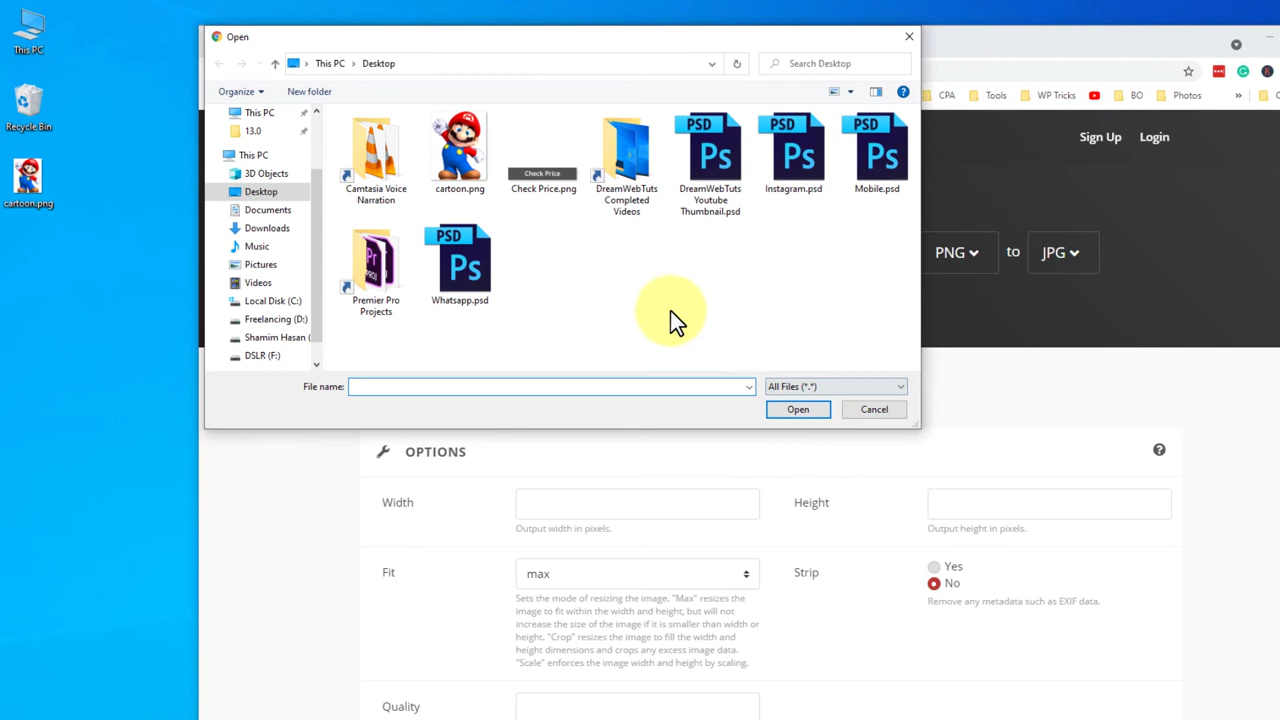 This PC
Recycle Bin
cartoon.png
Open
This PC
Desktop
Search Desktop
Organize
New folder
This PC
13.0
This PC
3D Objects
Desktop
Documents
Downloads
Music
Pictures
Videos
Local Disk (C:)
Freelancing (D:)
Shamim Hasan (
DSLR (F:)
Camtasia Voice
Narration
cartoon.png
Check Price
Check Price.png
DreamWebTuts
Completed
Videos
PSD
Ps
DreamWebTuts
Youtube
Thumbnail.psd
PSD
Ps
Instagram.psd
PSD
Ps
Mobile.psd
Pr
PROJ
Premier Pro
Projects
PSD
Ps
Whatsapp.psd
File name:
All Files (*.*)
Open
Cancel
CPA
Tools
WP Tricks
BO
Photos
»
Sign Up
Login
PNG
to
JPG
OPTIONS
Width
Output width in pixels.
Height
Output height in pixels.
Fit
max
Sets the mode of resizing the image. "Max" resizes the
image to fit within the width and height, but will not
increase the size of the image if it is smaller than width or
height. "Crop" resizes the image to fill the width and
height dimensions and crops any excess image data.
"Scale" enforces the image width and height by scaling.
Strip
Yes
No
Remove any metadata such as EXIF data.
Quality